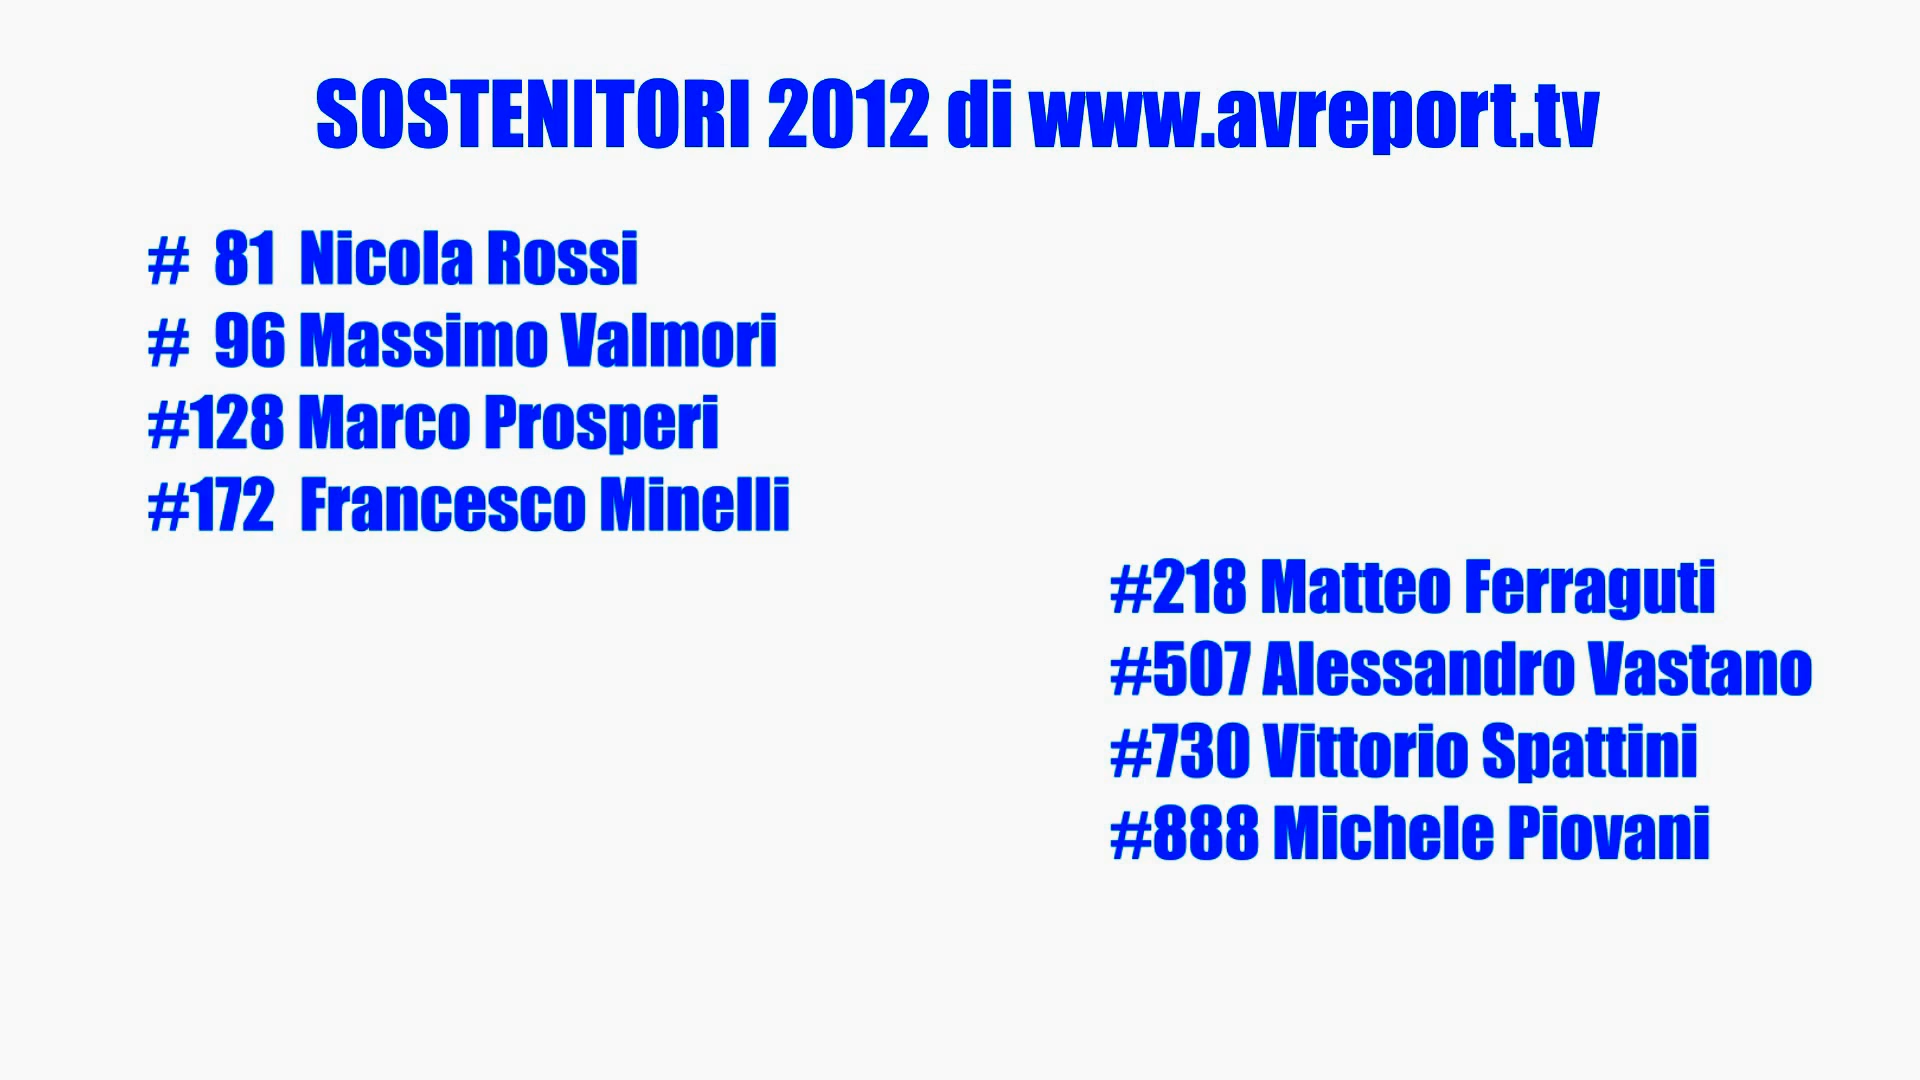 SOSTENITORI 2012 di www.avreport.tv
# 81 Nicola Rossi
# 96 Massimo Valmori
#128 Marco Prosperi
#172 Francesco Minelli
#218 Matteo Ferraguti
#507 Alessandro Vastano
#730 Vittorio Spattini
#888 Michele Piovani